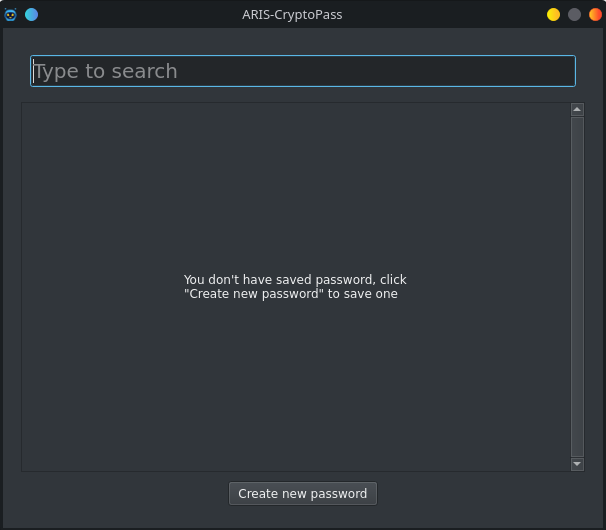 ARIS-CryptoPass
Type to search
You don't have saved password, click
"Create new password" to save one
Create new password